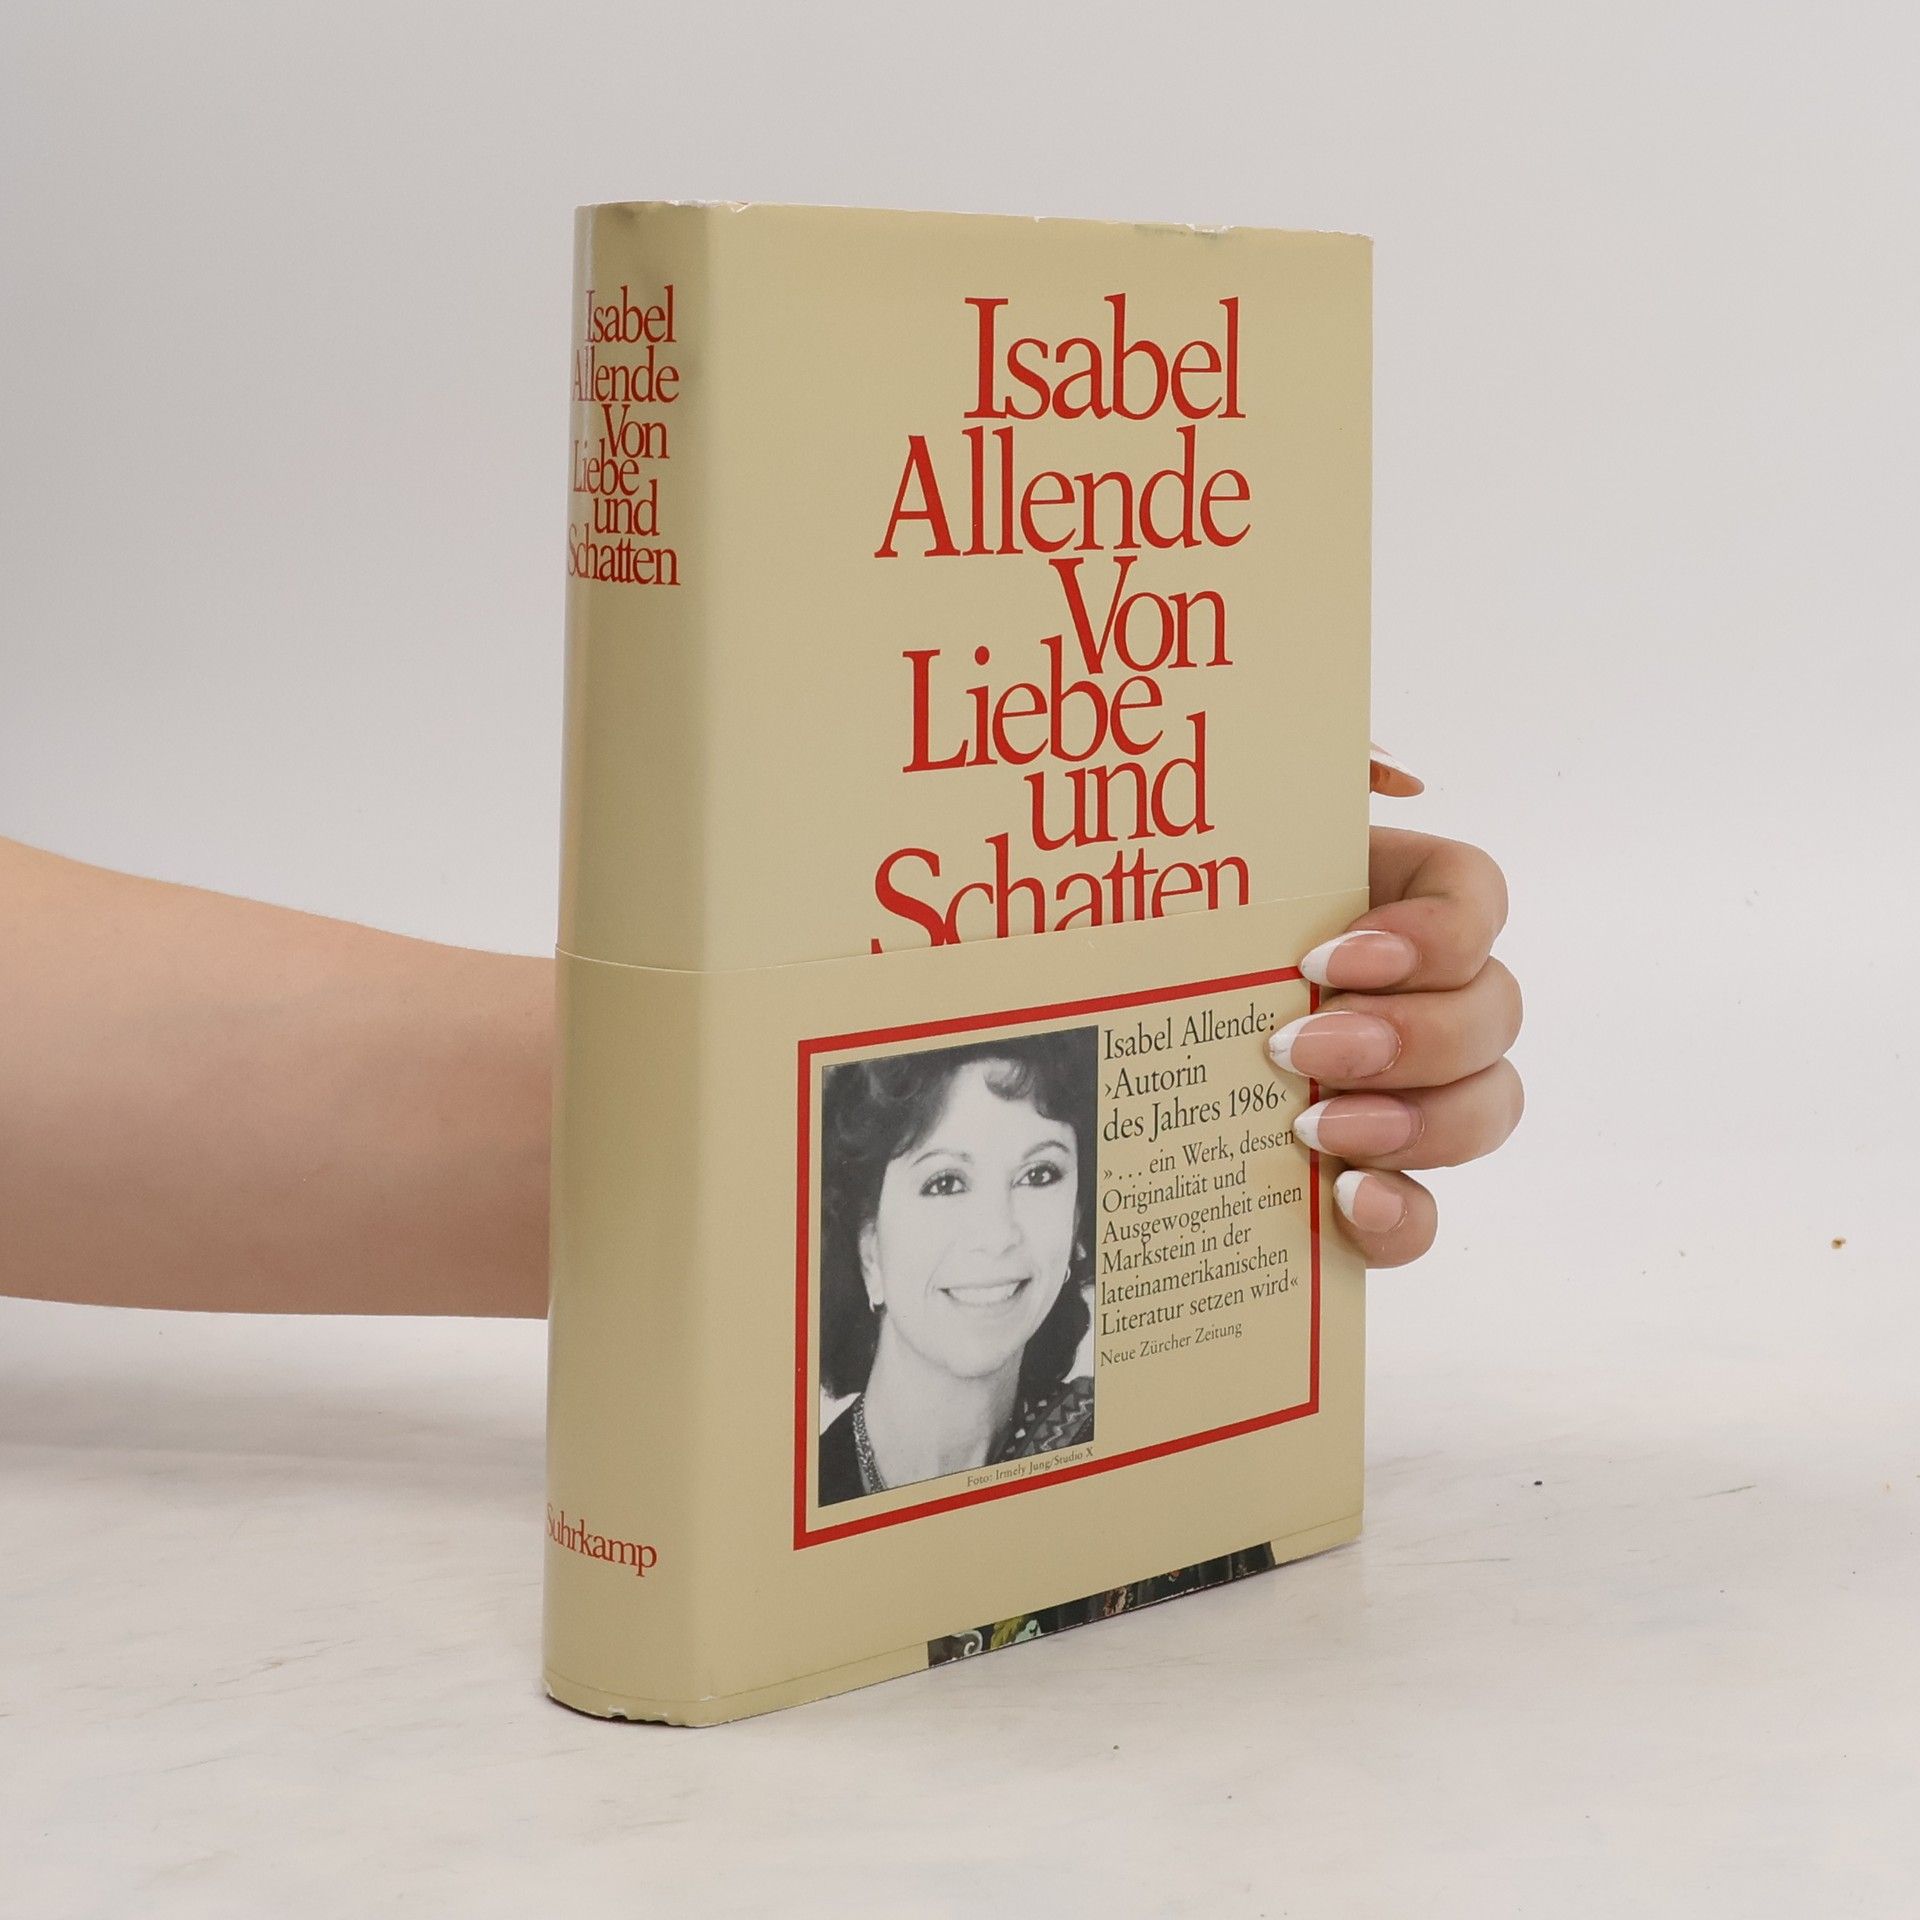 Isabel
Allende
Von
Liebe
und
Schatten
Suhrkamp
Isabel
Allende
Von
Liebe
und
Schatten
Isabel Allende:
›Autorin
des Jahres 1986‹
»... ein Werk, dessen
Originalität und
Ausgewogenheit einen
Markstein in der
lateinamerikanischen
Literatur setzen wird«
Neue Zürcher Zeitung
Foto: Irmely Jung/Studio X